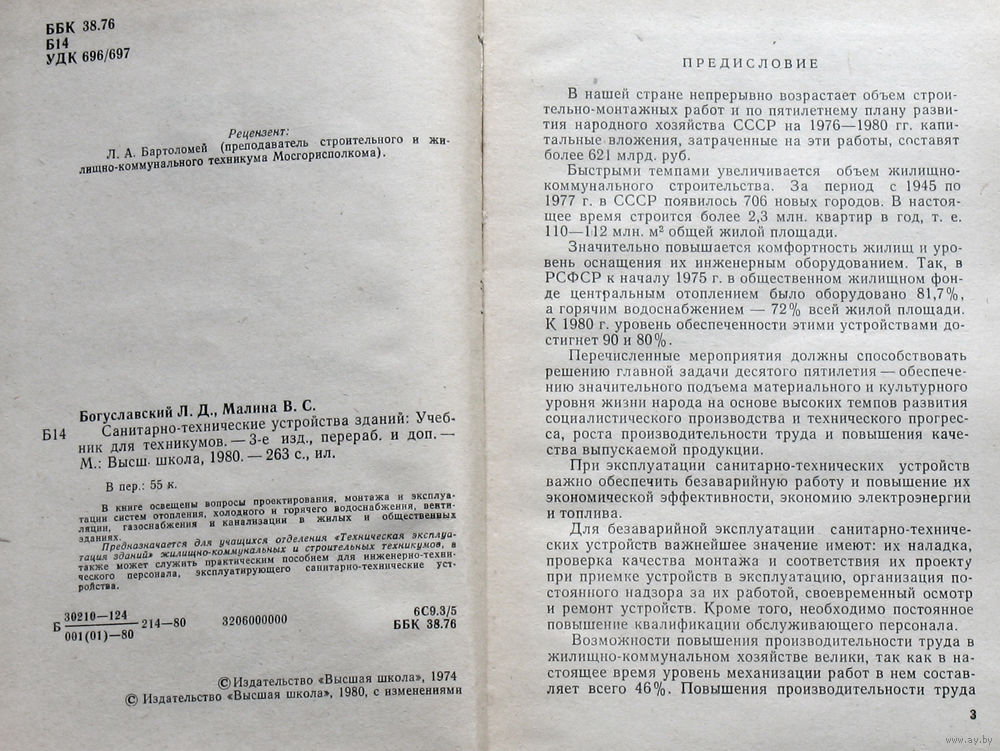 ББК 38.76
Б14
УДК 696/697
Рецензент:
Л. А. Бартоломей (преподаватель строительного и жи-
лищно-коммунального техникума Мосгорисполкома).
Богуславский Л. Д., Малина В. С.
Б14 Санитарно-технические устройства зданий: Учеб-
ник для техникумов. — 3-е изд., перераб. и доп. —
М.: Высш. школа, 1980. — 263 с., ил.
В пер.: 55 к.
В книге освещены вопросы проектирования, монтажа и эксплуа-
тации систем отопления, холодного и горячего водоснабжения, венти-
ляции, газоснабжения и канализации в жилых и общественных
зданиях.
Предназначается для учащихся отделения «Техническая эксплуа-
тация зданий» жилищно-коммунальных и строительных техникумов, а
также может служить практическим пособием для инженерно-техни-
ческого персонала, эксплуатирующего санитарно-технические уст-
ройства.
Б 30210—124
001(01)—80 214—80 3206000000
6С9.3/5
ББК 38.76
© Издательство «Высшая школа», 1974
© Издательство «Высшая школа», 1980, с изменениями
ПРЕДИСЛОВИЕ
В нашей стране непрерывно возрастает объем строи-
тельно-монтажных работ и по пятилетнему плану разви-
тия народного хозяйства СССР на 1976—1980 гг. капи-
тальные вложения, затраченные на эти работы, составят
более 621 млрд. руб.
Быстрыми темпами увеличивается объем жилищно-
коммунального строительства. За период с 1945 по
1977 г. в СССР появилось 706 новых городов. В настоя-
щее время строится более 2,3 млн. квартир в год, т. е.
110—112 млн. м² общей жилой площади.
Значительно повышается комфортность жилищ и уро-
вень оснащения их инженерным оборудованием. Так, в
РСФСР к началу 1975 г. в общественном жилищном фон-
де центральным отоплением было оборудовано 81,7%,
а горячим водоснабжением — 72% всей жилой площади.
К 1980 г. уровень обеспеченности этими устройствами до-
стигнет 90 и 80%.
Перечисленные мероприятия должны способствовать
решению главной задачи десятого пятилетия — обеспече-
нию значительного подъема материального и культурного
уровня жизни народа на основе высоких темпов развития
социалистического производства и технического прогрес-
са, роста производительности труда и повышения каче-
ства выпускаемой продукции.
При эксплуатации санитарно-технических устройств
важно обеспечить безаварийную работу и повышение их
экономической эффективности, экономию электроэнергии
и топлива.
Для безаварийной эксплуатации санитарно-техниче-
ских устройств важнейшее значение имеют: их наладка,
проверка качества монтажа и соответствия их проекту
при приемке устройств в эксплуатацию, организация по-
стоянного надзора за их работой, своевременный осмотр
и ремонт устройств. Кроме того, необходимо постоянное
повышение квалификации обслуживающего персонала.
Возможности повышения производительности труда в
жилищно-коммунальном хозяйстве велики, так как в на-
стоящее время уровень механизации работ в нем состав-
ляет всего 46%. Повышения производительности труда
3
www.ay.by